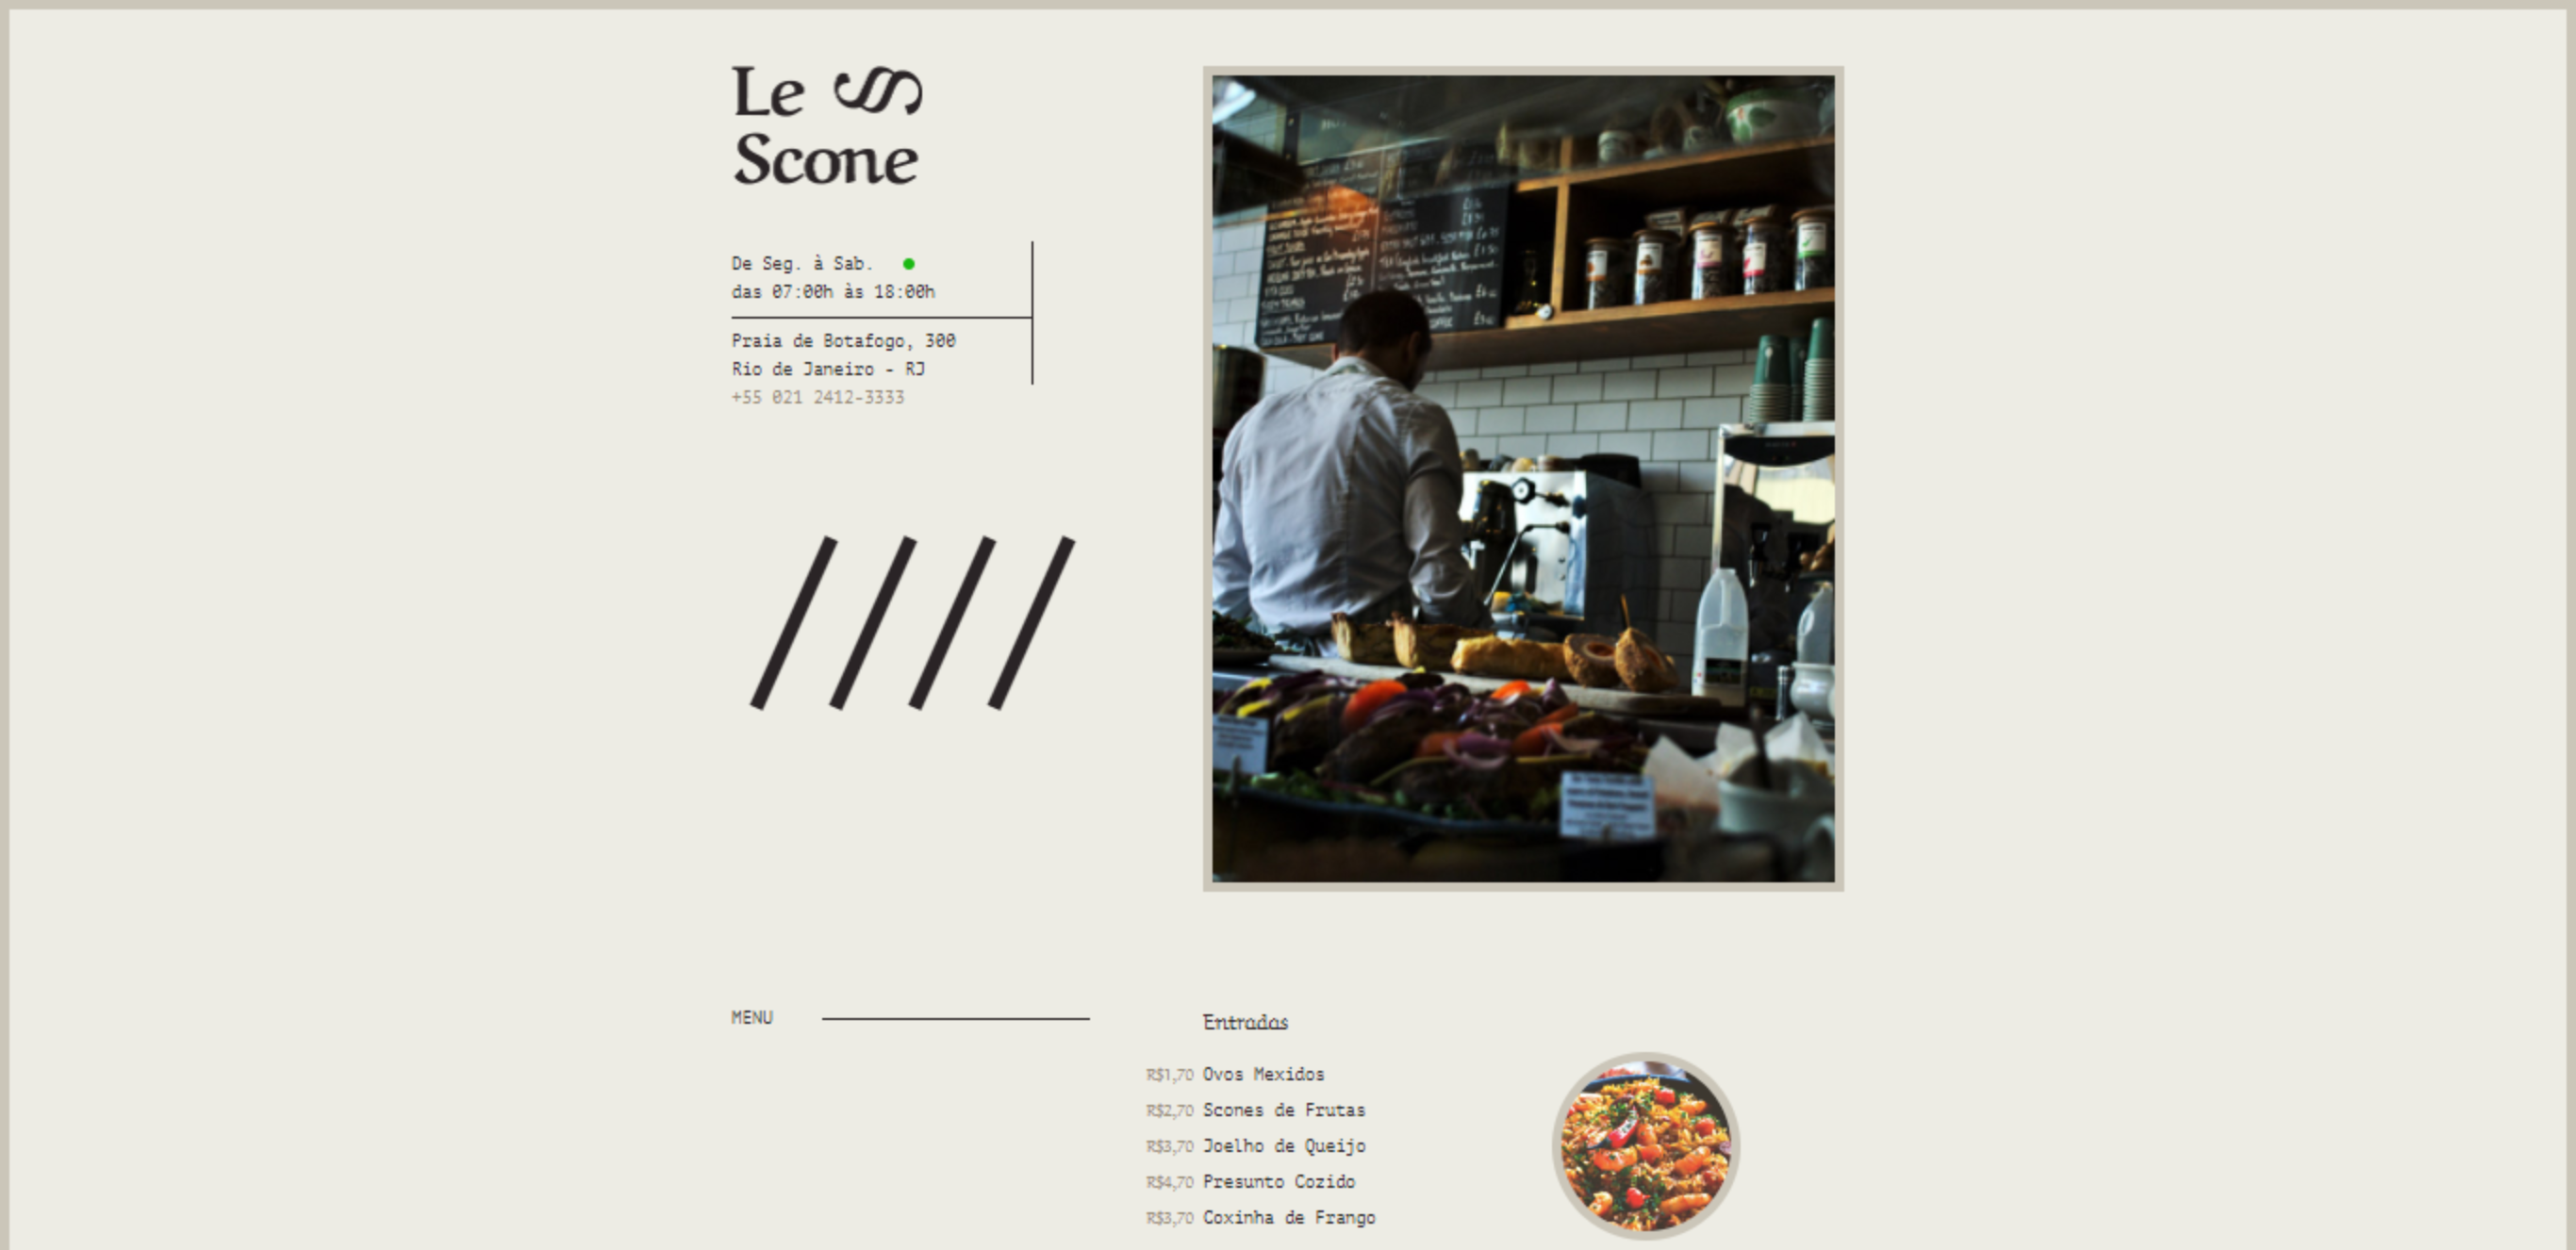 Le
Scone
De Seg. à Sab.
das 07:00h às 18:00h
Praia de Botafogo, 300
Rio de Janeiro - RJ
+55 021 2412-3333
MENU
Entradas
R$1,70 Ovos Mexidos
R$2,70 Scones de Frutas
R$3,70 Joelho de Queijo
R$4,70 Presunto Cozido
R$3,70 Coxinha de Frango